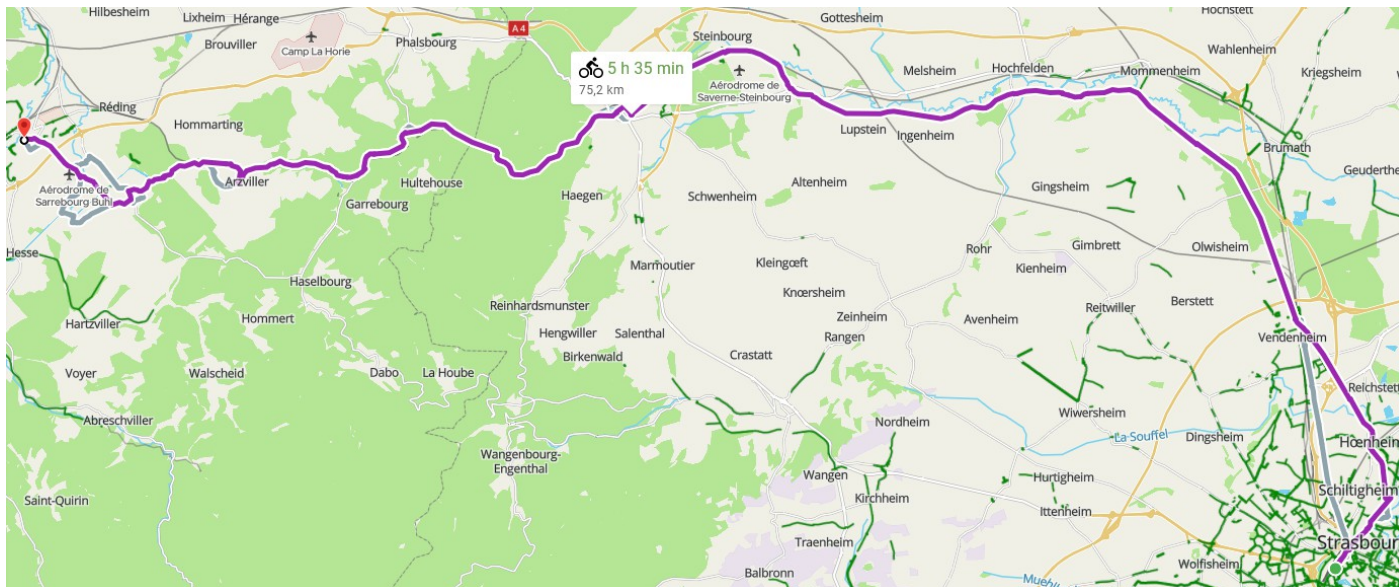 Hilbesheim
Lixheim
Hérange
Brouviller
Camp La Horie
Phalsbourg
A 4
Gottesheim
Hochstett
Steinbourg
Wahlenheim
Kriegsheim
Melsheim
Hochfelden
Mommenheim
5 h 35 min
75,2 km
Aérodrome de
Saverne-Steinbourg
Réding
Hommarting
Lupstein
Ingenheim
Brumath
Aérodrome de
Sarrebourg Buhl
Arzviller
Hultehouse
Garrebourg
Haegen
Schwenheim
Altenheim
Gingsheim
Hesse
Haselbourg
Marmoutier
Kleingœft
Rohr
Gimbrett
Kienheim
Olwisheim
Hartzviller
Hommert
Reinhardsmunster
Knœrsheim
Reitwiller
Berstett
Hengwiller
Salenthal
Zeinheim
Avenheim
Rangen
Vendenheim
Birkenwald
Crastatt
Voyer
Walscheid
Dabo
La Hoube
Reichstett
Abreschviller
Nordheim
Wiwersheim
La Souffel
Dingsheim
Hœnheim
Wangenbourg-
Engenthal
Wangen
Hurtigheim
Schiltigheim
Saint-Quirin
Kirchheim
Ittenheim
Traenheim
Strasbour
Wolfisheim
Balbronn